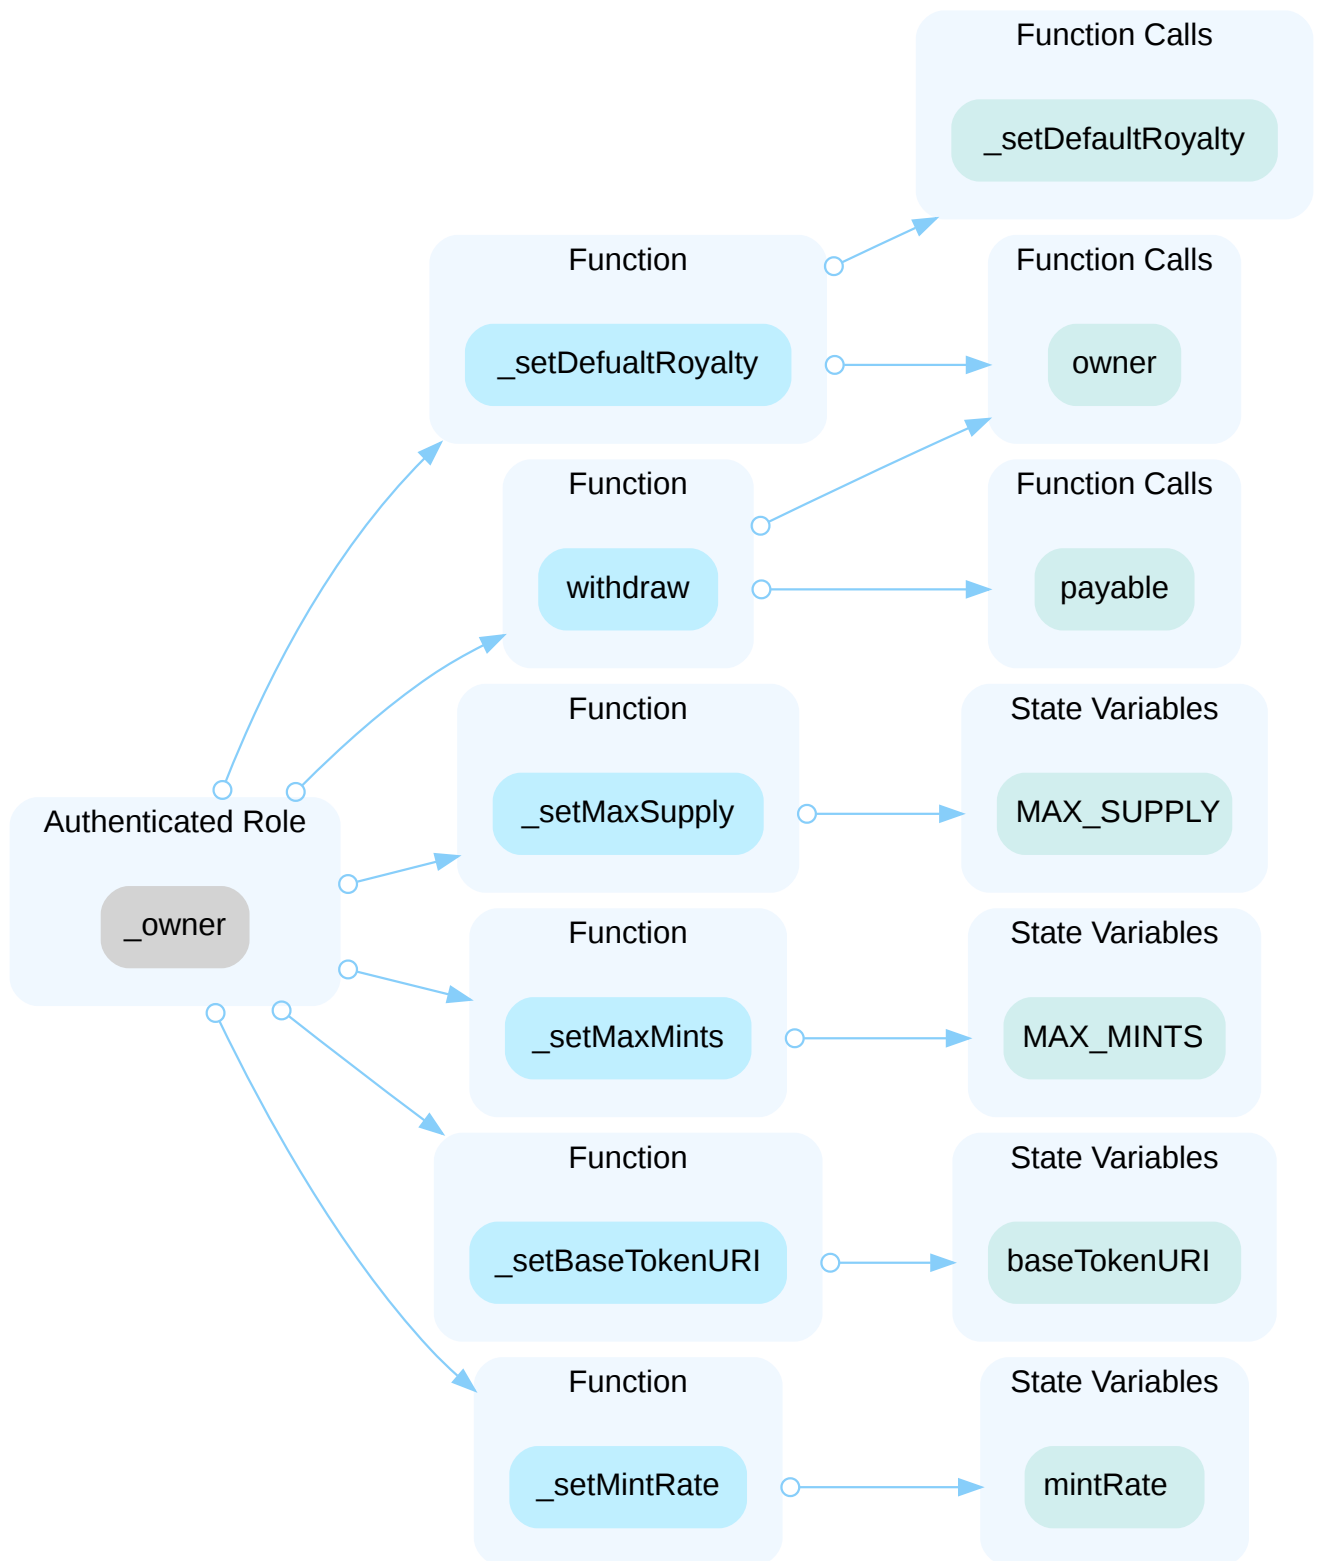 Function Calls
_setDefaultRoyalty
Function
_setDefualtRoyalty
Function Calls
owner
Function
withdraw
Function Calls
payable
Authenticated Role
_owner
Function
_setMaxSupply
State Variables
MAX_SUPPLY
Function
_setMaxMints
State Variables
MAX_MINTS
Function
_setBaseTokenURI
State Variables
baseTokenURI
Function
_setMintRate
State Variables
mintRate